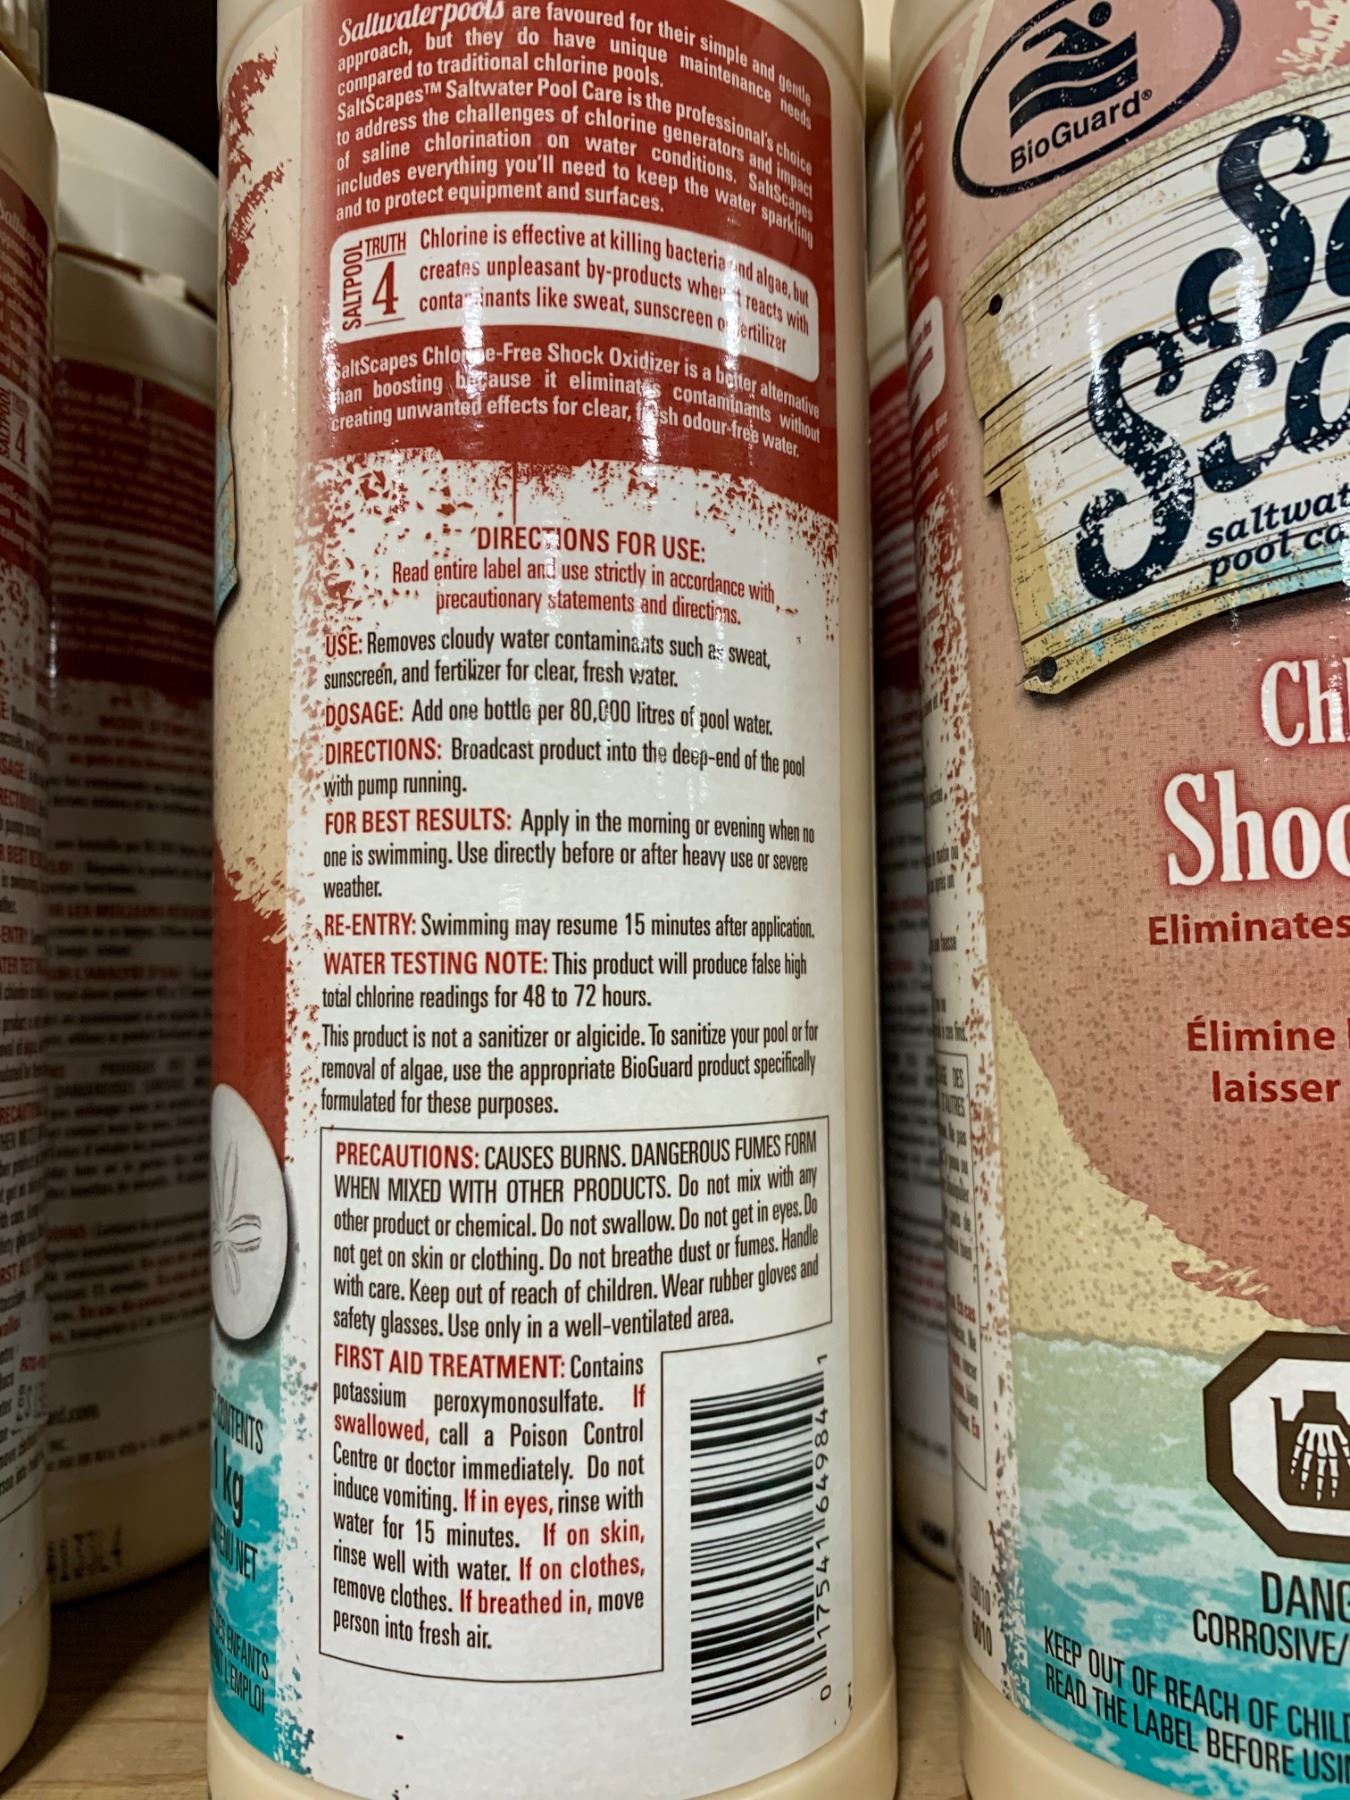 Saltwater pools are favoured for their simple and gentle
approach, but they do have unique maintenance needs
compared to traditional chlorine pools.
SaltScapes™ Saltwater Pool Care is the professional's choice
to address the challenges of chlorine generators and impact
of saline chlorination on water conditions. SaltScapes
includes everything you'll need to keep the water sparkling
and to protect equipment and surfaces.
SALTPOOL TRUTH 4
Chlorine is effective at killing bacteria and algae, but
creates unpleasant by-products when it reacts with
contaminants like sweat, sunscreen or fertilizer
SaltScapes Chlorine-Free Shock Oxidizer is a better alternative
than boosting because it eliminates contaminants without
creating unwanted effects for clear, fresh odour-free water.
DIRECTIONS FOR USE:
Read entire label and use strictly in accordance with
precautionary statements and directions.
USE: Removes cloudy water contaminants such as sweat,
sunscreen, and fertilizer for clear, fresh water.
DOSAGE: Add one bottle per 80,000 litres of pool water.
DIRECTIONS: Broadcast product into the deep-end of the pool
with pump running.
FOR BEST RESULTS: Apply in the morning or evening when no
one is swimming. Use directly before or after heavy use or severe
weather.
RE-ENTRY: Swimming may resume 15 minutes after application.
WATER TESTING NOTE: This product will produce false high
total chlorine readings for 48 to 72 hours.
This product is not a sanitizer or algicide. To sanitize your pool or for
removal of algae, use the appropriate BioGuard product specifically
formulated for these purposes.
PRECAUTIONS: CAUSES BURNS. DANGEROUS FUMES FORM
WHEN MIXED WITH OTHER PRODUCTS. Do not mix with any
other product or chemical. Do not swallow. Do not get in eyes. Do
not get on skin or clothing. Do not breathe dust or fumes. Handle
with care. Keep out of reach of children. Wear rubber gloves and
safety glasses. Use only in a well-ventilated area.
FIRST AID TREATMENT: Contains
potassium peroxymonosulfate. If
swallowed, call a Poison Control
Centre or doctor immediately. Do not
induce vomiting. If in eyes, rinse with
water for 15 minutes. If on skin,
rinse well with water. If on clothes,
remove clothes. If breathed in, move
person into fresh air.
0 17541 64984 1
1 kg
BioGuard®
saltwat
pool ca
Chl
Shoc
Eliminates
Élimine
laisser
DANG
CORROSIVE/
KEEP OUT OF REACH OF CHILD
READ THE LABEL BEFORE USI